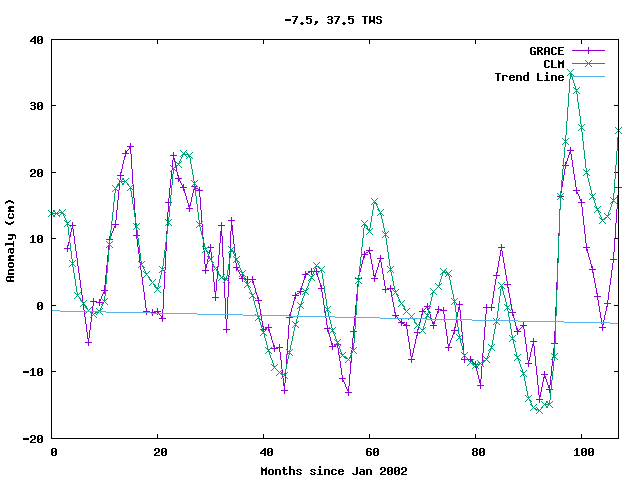 -7.5, 37.5 TWS
GRACE
CLM
Trend Line
40
30
20
10
0
-10
-20
Anomaly (cm)
0 20 40 60 80 100
Months since Jan 2002